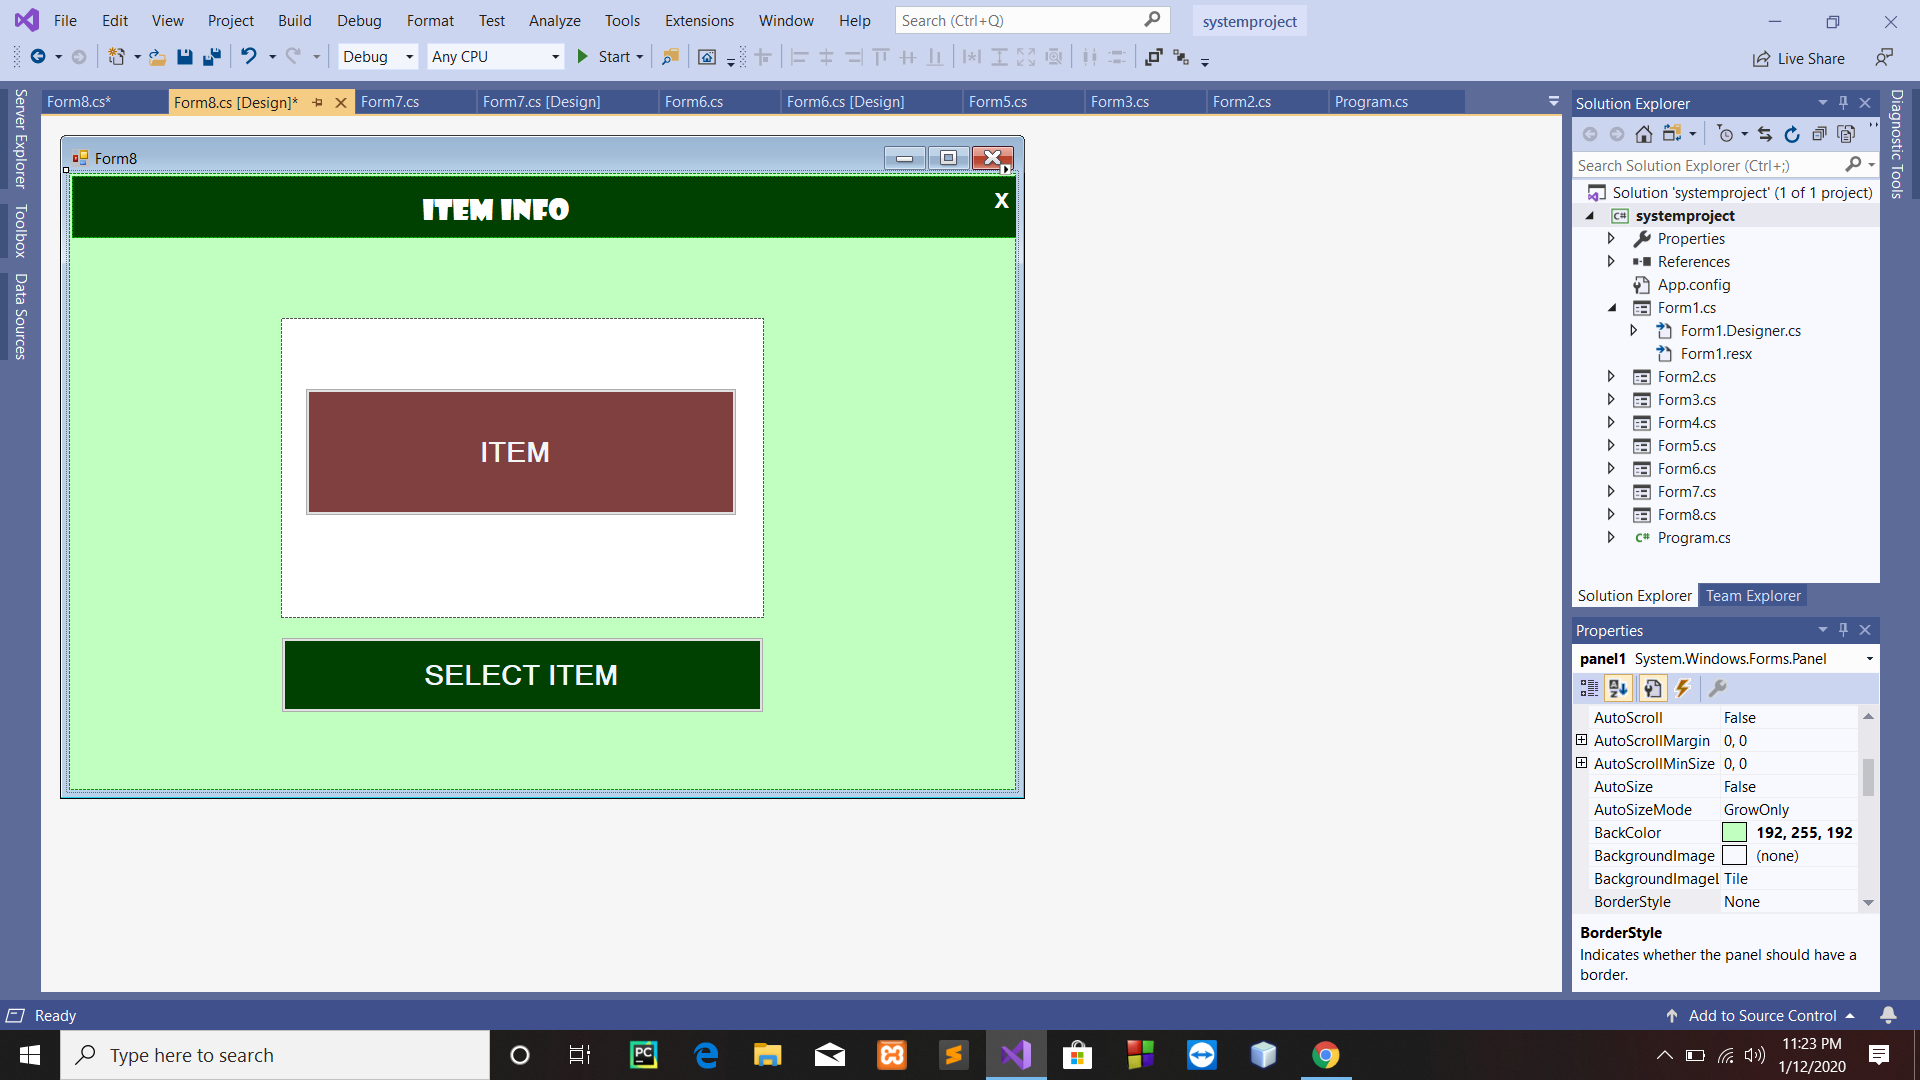 File Edit View Project Build Debug Format Test Analyze Tools Extensions Window Help Search (Ctrl+Q) systemproject
Debug Any CPU Start Live Share
Form8.cs* Form8.cs [Design]* Form7.cs Form7.cs [Design] Form6.cs Form6.cs [Design] Form5.cs Form3.cs Form2.cs Program.cs
Server Explorer
Toolbox
Data Sources
Form8
ITEM INFO X
ITEM
SELECT ITEM
Solution Explorer
Search Solution Explorer (Ctrl+;)
Solution 'systemproject' (1 of 1 project)
C# systemproject
Properties
References
App.config
Form1.cs
Form1.Designer.cs
Form1.resx
Form2.cs
Form3.cs
Form4.cs
Form5.cs
Form6.cs
Form7.cs
Form8.cs
C# Program.cs
Solution Explorer Team Explorer
Diagnostic Tools
Properties
panel1 System.Windows.Forms.Panel
AutoScroll False
AutoScrollMargin 0, 0
AutoScrollMinSize 0, 0
AutoSize False
AutoSizeMode GrowOnly
BackColor 192, 255, 192
BackgroundImage (none)
BackgroundImageL Tile
BorderStyle None
BorderStyle
Indicates whether the panel should have a
border.
Ready Add to Source Control
Type here to search
PC
11:23 PM
1/12/2020